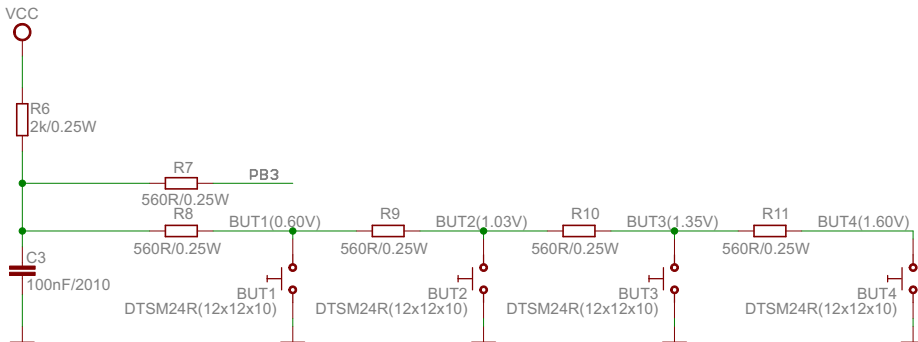 VCC
R6
2k/0.25W
R7
PB3
560R/0.25W
R8
BUT1(0.60V)
R9
BUT2(1.03V)
R10
BUT3(1.35V)
R11
BUT4(1.60V)
560R/0.25W
560R/0.25W
560R/0.25W
560R/0.25W
C3
100nF/2010
BUT1
DTSM24R(12x12x10)
BUT2
DTSM24R(12x12x10)
BUT3
DTSM24R(12x12x10)
BUT4
DTSM24R(12x12x10)